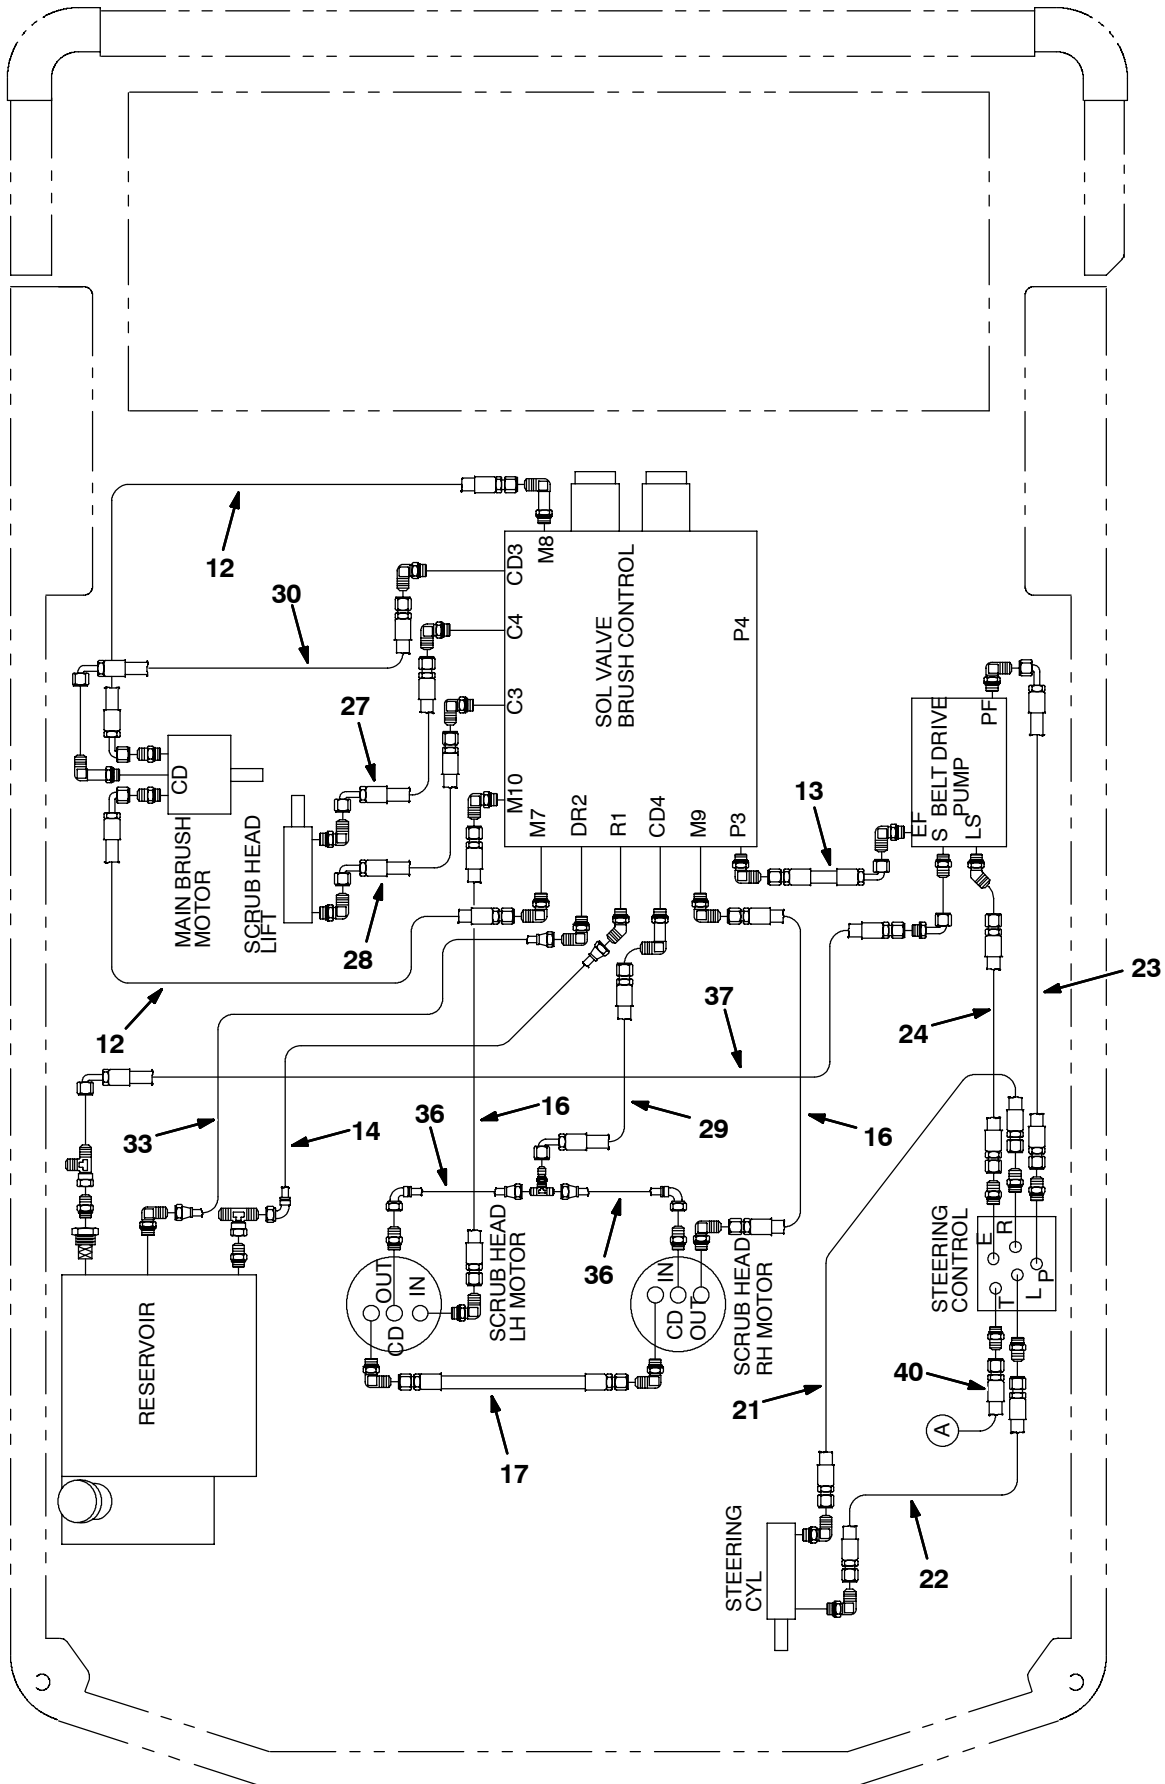 12
M8
CD3
SOL VALVE
BRUSH CONTROL
30
C4
P4
27
C3
BELT DRIVE
PUMP
PF
CD
M10
13
EF
S
LS
M7
DR2
R1
CD4
M9
P3
MAIN BRUSH
MOTOR
SCRUB HEAD
LIFT
28
23
12
37
24
33
14
36
16
29
16
STEERING
CONTROL
E
R
T
L
P
36
OUT
CD
IN
SCRUB HEAD
LH MOTOR
IN
CD
OUT
SCRUB HEAD
RH MOTOR
RESERVOIR
40
21
A
17
22
STEERING
CYL